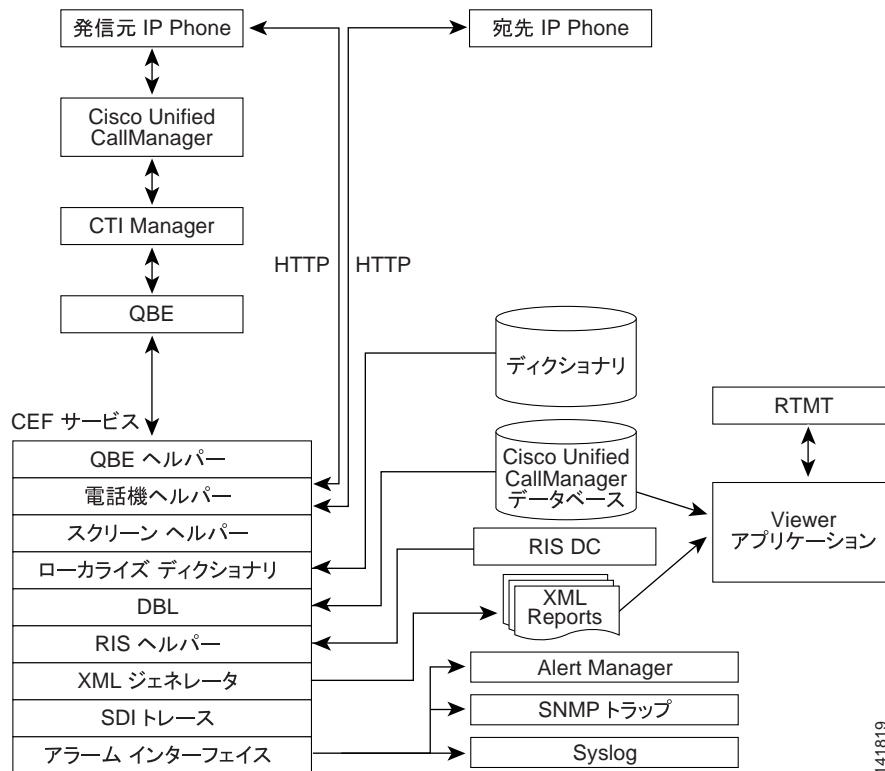 発信元 IP Phone
宛先 IP Phone
Cisco Unified
CallManager
CTI Manager
HTTP
HTTP
QBE
ディクショナリ
RTMT
CEF サービス
QBE ヘルパー
電話機ヘルパー
スクリーン ヘルパー
ローカライズ ディクショナリ
DBL
RIS ヘルパー
XML ジェネレータ
SDI トレース
アラーム インターフェイス
Cisco Unified
CallManager
データベース
RIS DC
XML
Reports
Viewer
アプリケーション
Alert Manager
SNMP トラップ
Syslog
141819